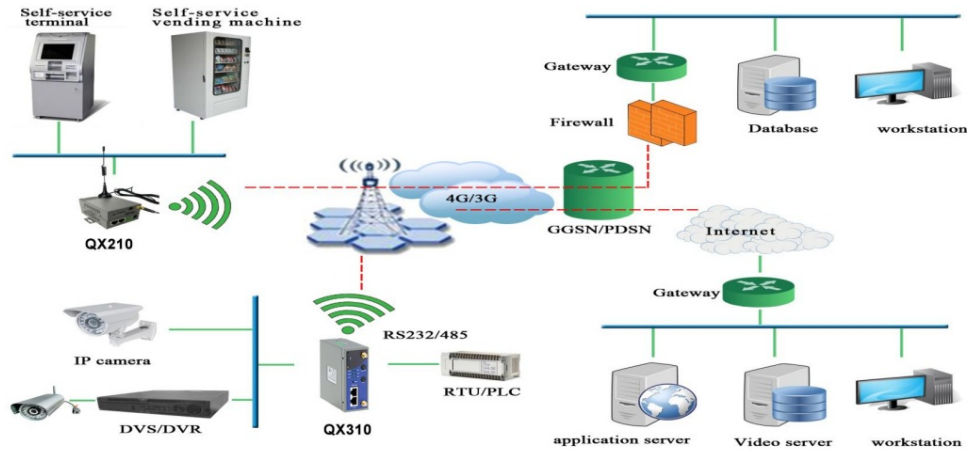 Self-service
terminal
Self-service
vending machine
Gateway
Firewall
Database
workstation
QX210
4G/3G
GGSN/PDSN
Internet
Gateway
RS232/485
IP camera
RTU/PLC
DVS/DVR
QX310
application server
Video server
workstation